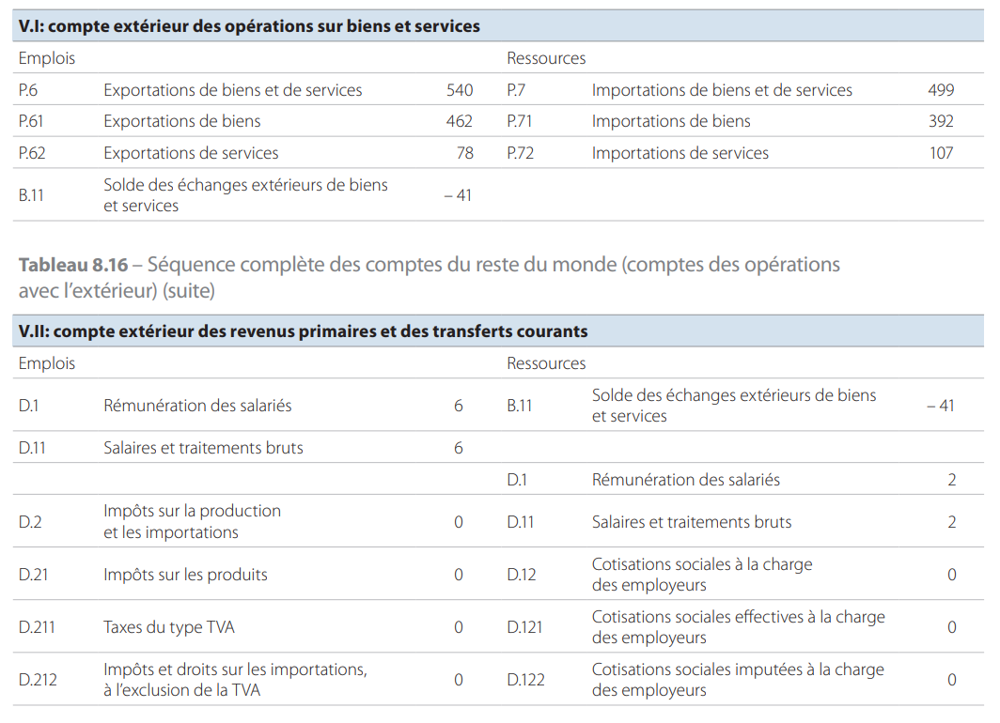 V.I: compte extérieur des opérations sur biens et services
Emplois Ressources
P.6 Exportations de biens et de services 540 P.7 Importations de biens et de services 499
P.61 Exportations de biens 462 P.71 Importations de biens 392
P.62 Exportations de services 78 P.72 Importations de services 107
B.11 Solde des échanges extérieurs de biens
et services – 41
Tableau 8.16 – Séquence complète des comptes du reste du monde (comptes des opérations
avec l’extérieur) (suite)
V.II: compte extérieur des revenus primaires et des transferts courants
Emplois Ressources
D.1 Rémunération des salariés 6 B.11 Solde des échanges extérieurs de biens
et services – 41
D.11 Salaires et traitements bruts 6
D.1 Rémunération des salariés 2
D.2 Impôts sur la production
et les importations 0 D.11 Salaires et traitements bruts 2
D.21 Impôts sur les produits 0 D.12 Cotisations sociales à la charge
des employeurs 0
D.211 Taxes du type TVA 0 D.121 Cotisations sociales effectives à la charge
des employeurs 0
D.212 Impôts et droits sur les importations,
à l’exclusion de la TVA 0 D.122 Cotisations sociales imputées à la charge
des employeurs 0